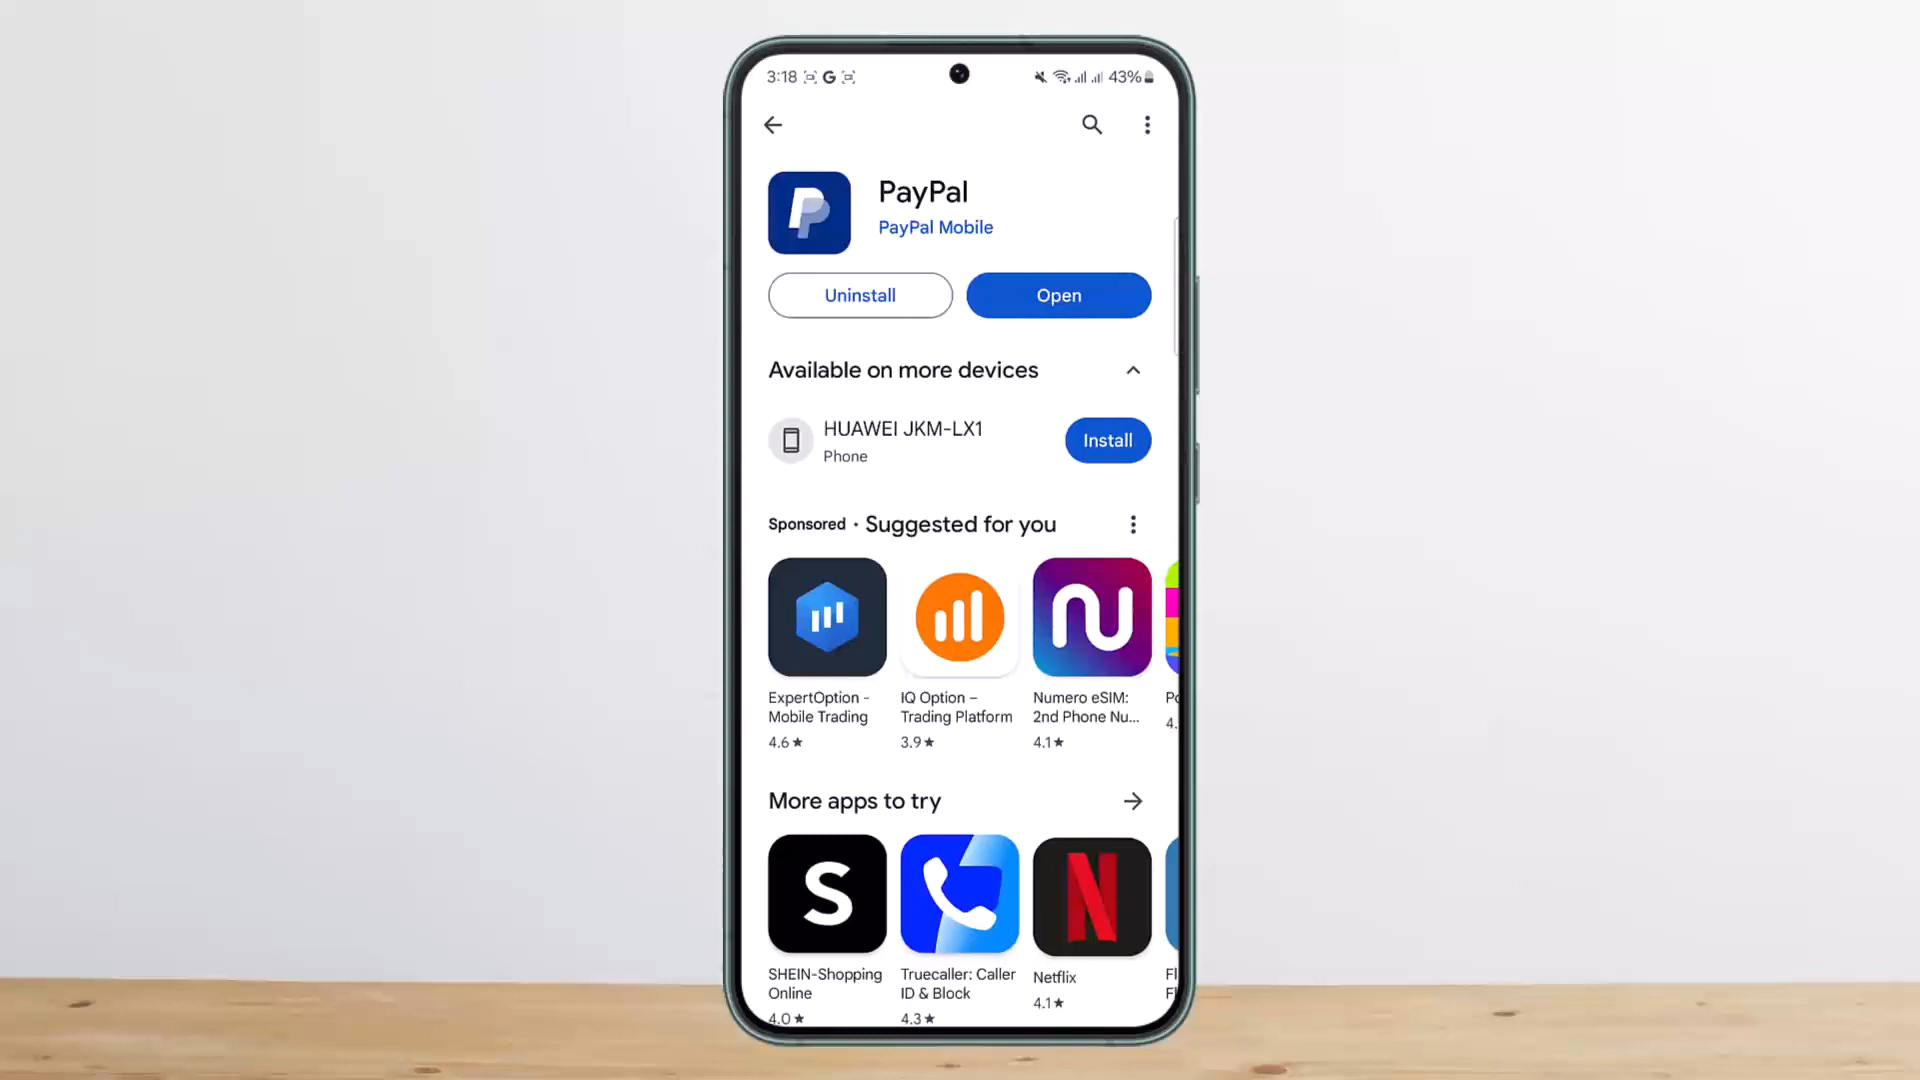 3:18 G 43%
PayPal
PayPal Mobile
Uninstall
Open
Available on more devices
HUAWEI JKM-LX1
Phone
Install
Sponsored • Suggested for you
ExpertOption -
Mobile Trading
4.6★
IQ Option –
Trading Platform
3.9★
Numero eSIM:
2nd Phone Nu...
4.1★
4.
More apps to try
S
SHEIN-Shopping
Online
4.0★
Truecaller: Caller
ID & Block
4.3★
N
Netflix
4.1★